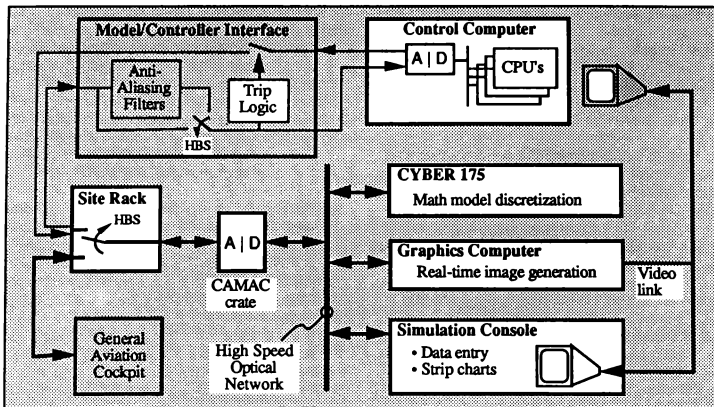 Model/Controller Interface
Anti-
Aliasing
Filters
Trip
Logic
HBS
Control Computer
A | D
CPU's
Site Rack
HBS
A | D
CAMAC
crate
General
Aviation
Cockpit
High Speed
Optical
Network
CYBER 175
Math model discretization
Graphics Computer
Real-time image generation
Video
link
Simulation Console
• Data entry
• Strip charts